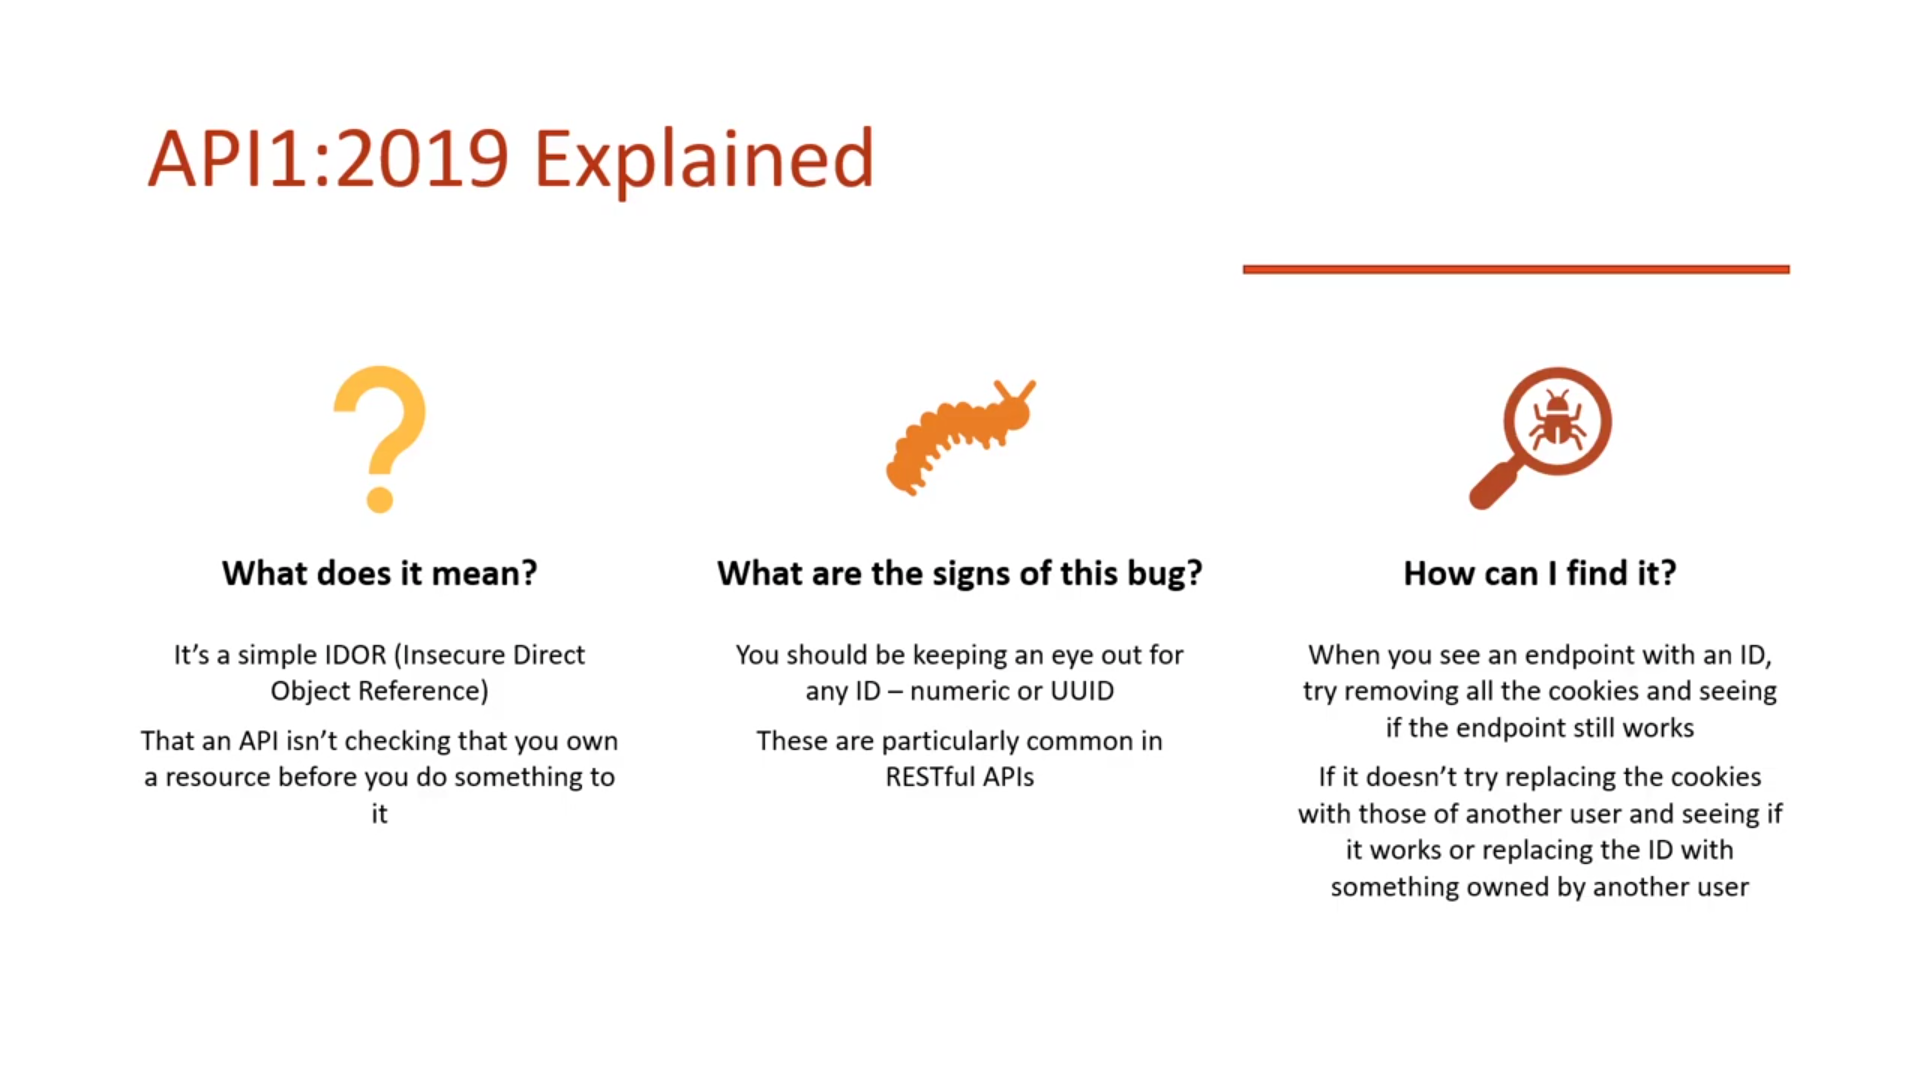 API1:2019 Explained
What does it mean?
It’s a simple IDOR (Insecure Direct
Object Reference)
That an API isn’t checking that you own
a resource before you do something to
it
What are the signs of this bug?
You should be keeping an eye out for
any ID – numeric or UUID
These are particularly common in
RESTful APIs
How can I find it?
When you see an endpoint with an ID,
try removing all the cookies and seeing
if the endpoint still works
If it doesn’t try replacing the cookies
with those of another user and seeing if
it works or replacing the ID with
something owned by another user